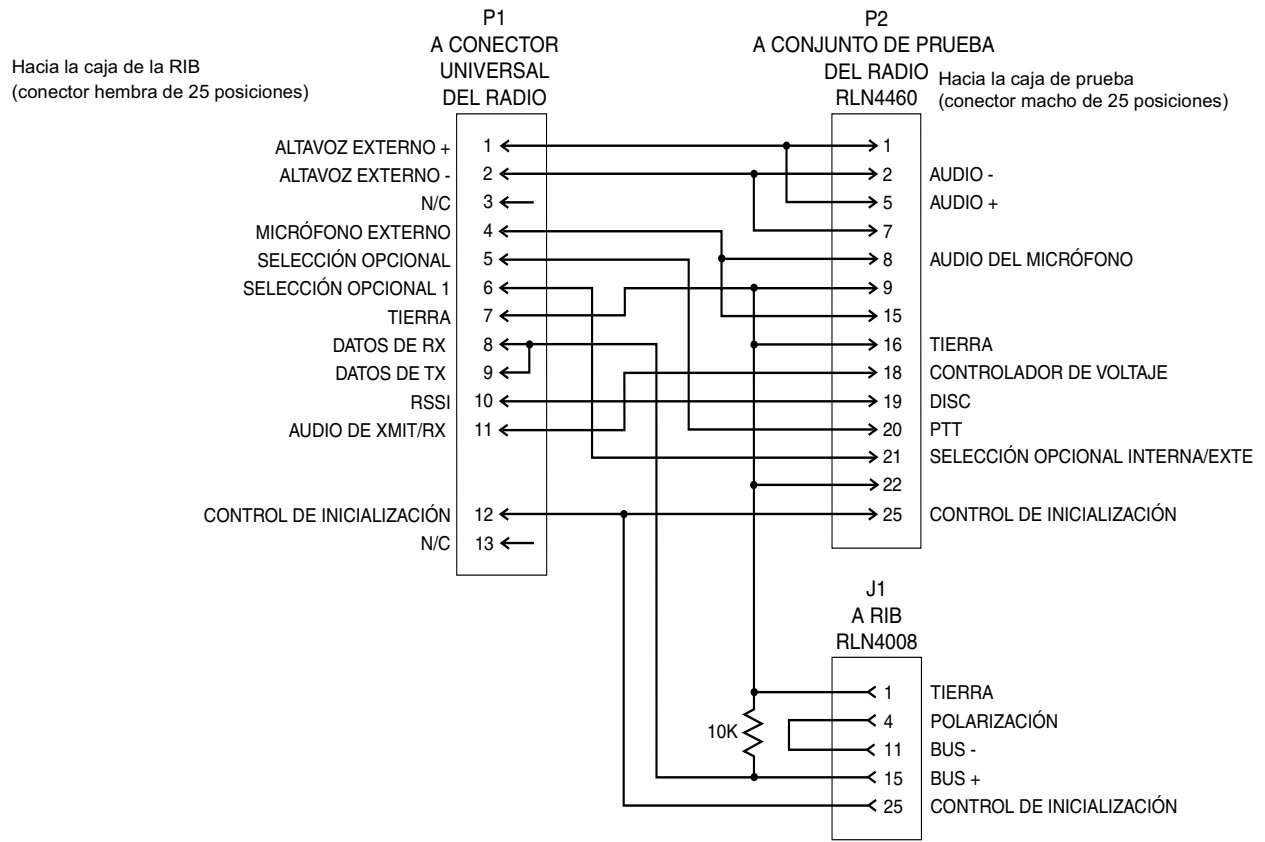 P1
A CONECTOR
UNIVERSAL
DEL RADIO
P2
A CONJUNTO DE PRUEBA
DEL RADIO
RLN4460
Hacia la caja de la RIB
(conector hembra de 25 posiciones)
Hacia la caja de prueba
(conector macho de 25 posiciones)
ALTAVOZ EXTERNO + 1
ALTAVOZ EXTERNO - 2
N/C 3
MICRÓFONO EXTERNO 4
SELECCIÓN OPCIONAL 5
SELECCIÓN OPCIONAL 1 6
TIERRA 7
DATOS DE RX 8
DATOS DE TX 9
RSSI 10
AUDIO DE XMIT/RX 11
CONTROL DE INICIALIZACIÓN 12
N/C 13
1
2 AUDIO -
5 AUDIO +
7
8 AUDIO DEL MICRÓFONO
9
15
16 TIERRA
18 CONTROLADOR DE VOLTAJE
19 DISC
20 PTT
21 SELECCIÓN OPCIONAL INTERNA/EXTE
22
25 CONTROL DE INICIALIZACIÓN
J1
A RIB
RLN4008
1 TIERRA
4 POLARIZACIÓN
11 BUS -
15 BUS +
25 CONTROL DE INICIALIZACIÓN
10K